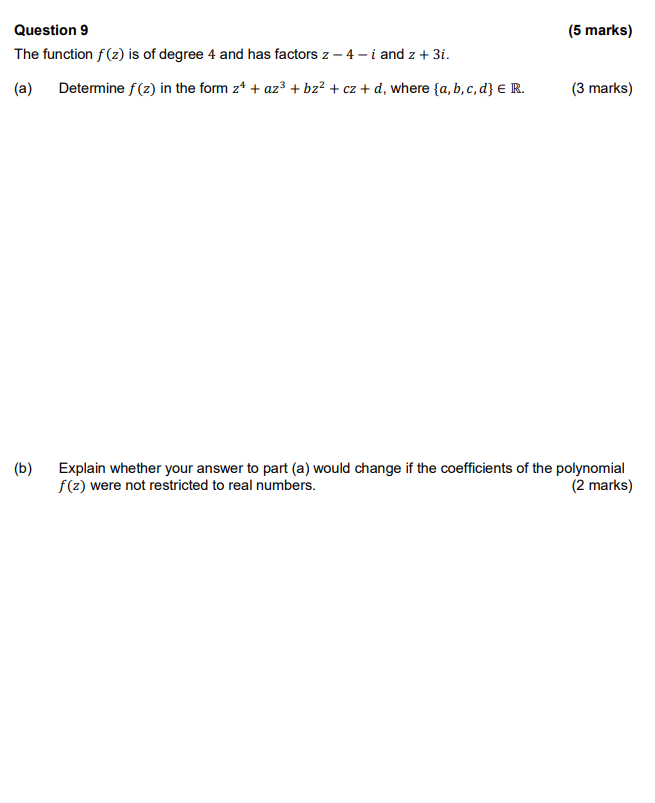 Question 9 (5 marks)
The function f(z) is of degree 4 and has factors z − 4 − i and z + 3i.
(a) Determine f(z) in the form z⁴ + az³ + bz² + cz + d, where {a, b, c, d} ∈ ℝ. (3 marks)
(b) Explain whether your answer to part (a) would change if the coefficients of the polynomial
f(z) were not restricted to real numbers. (2 marks)